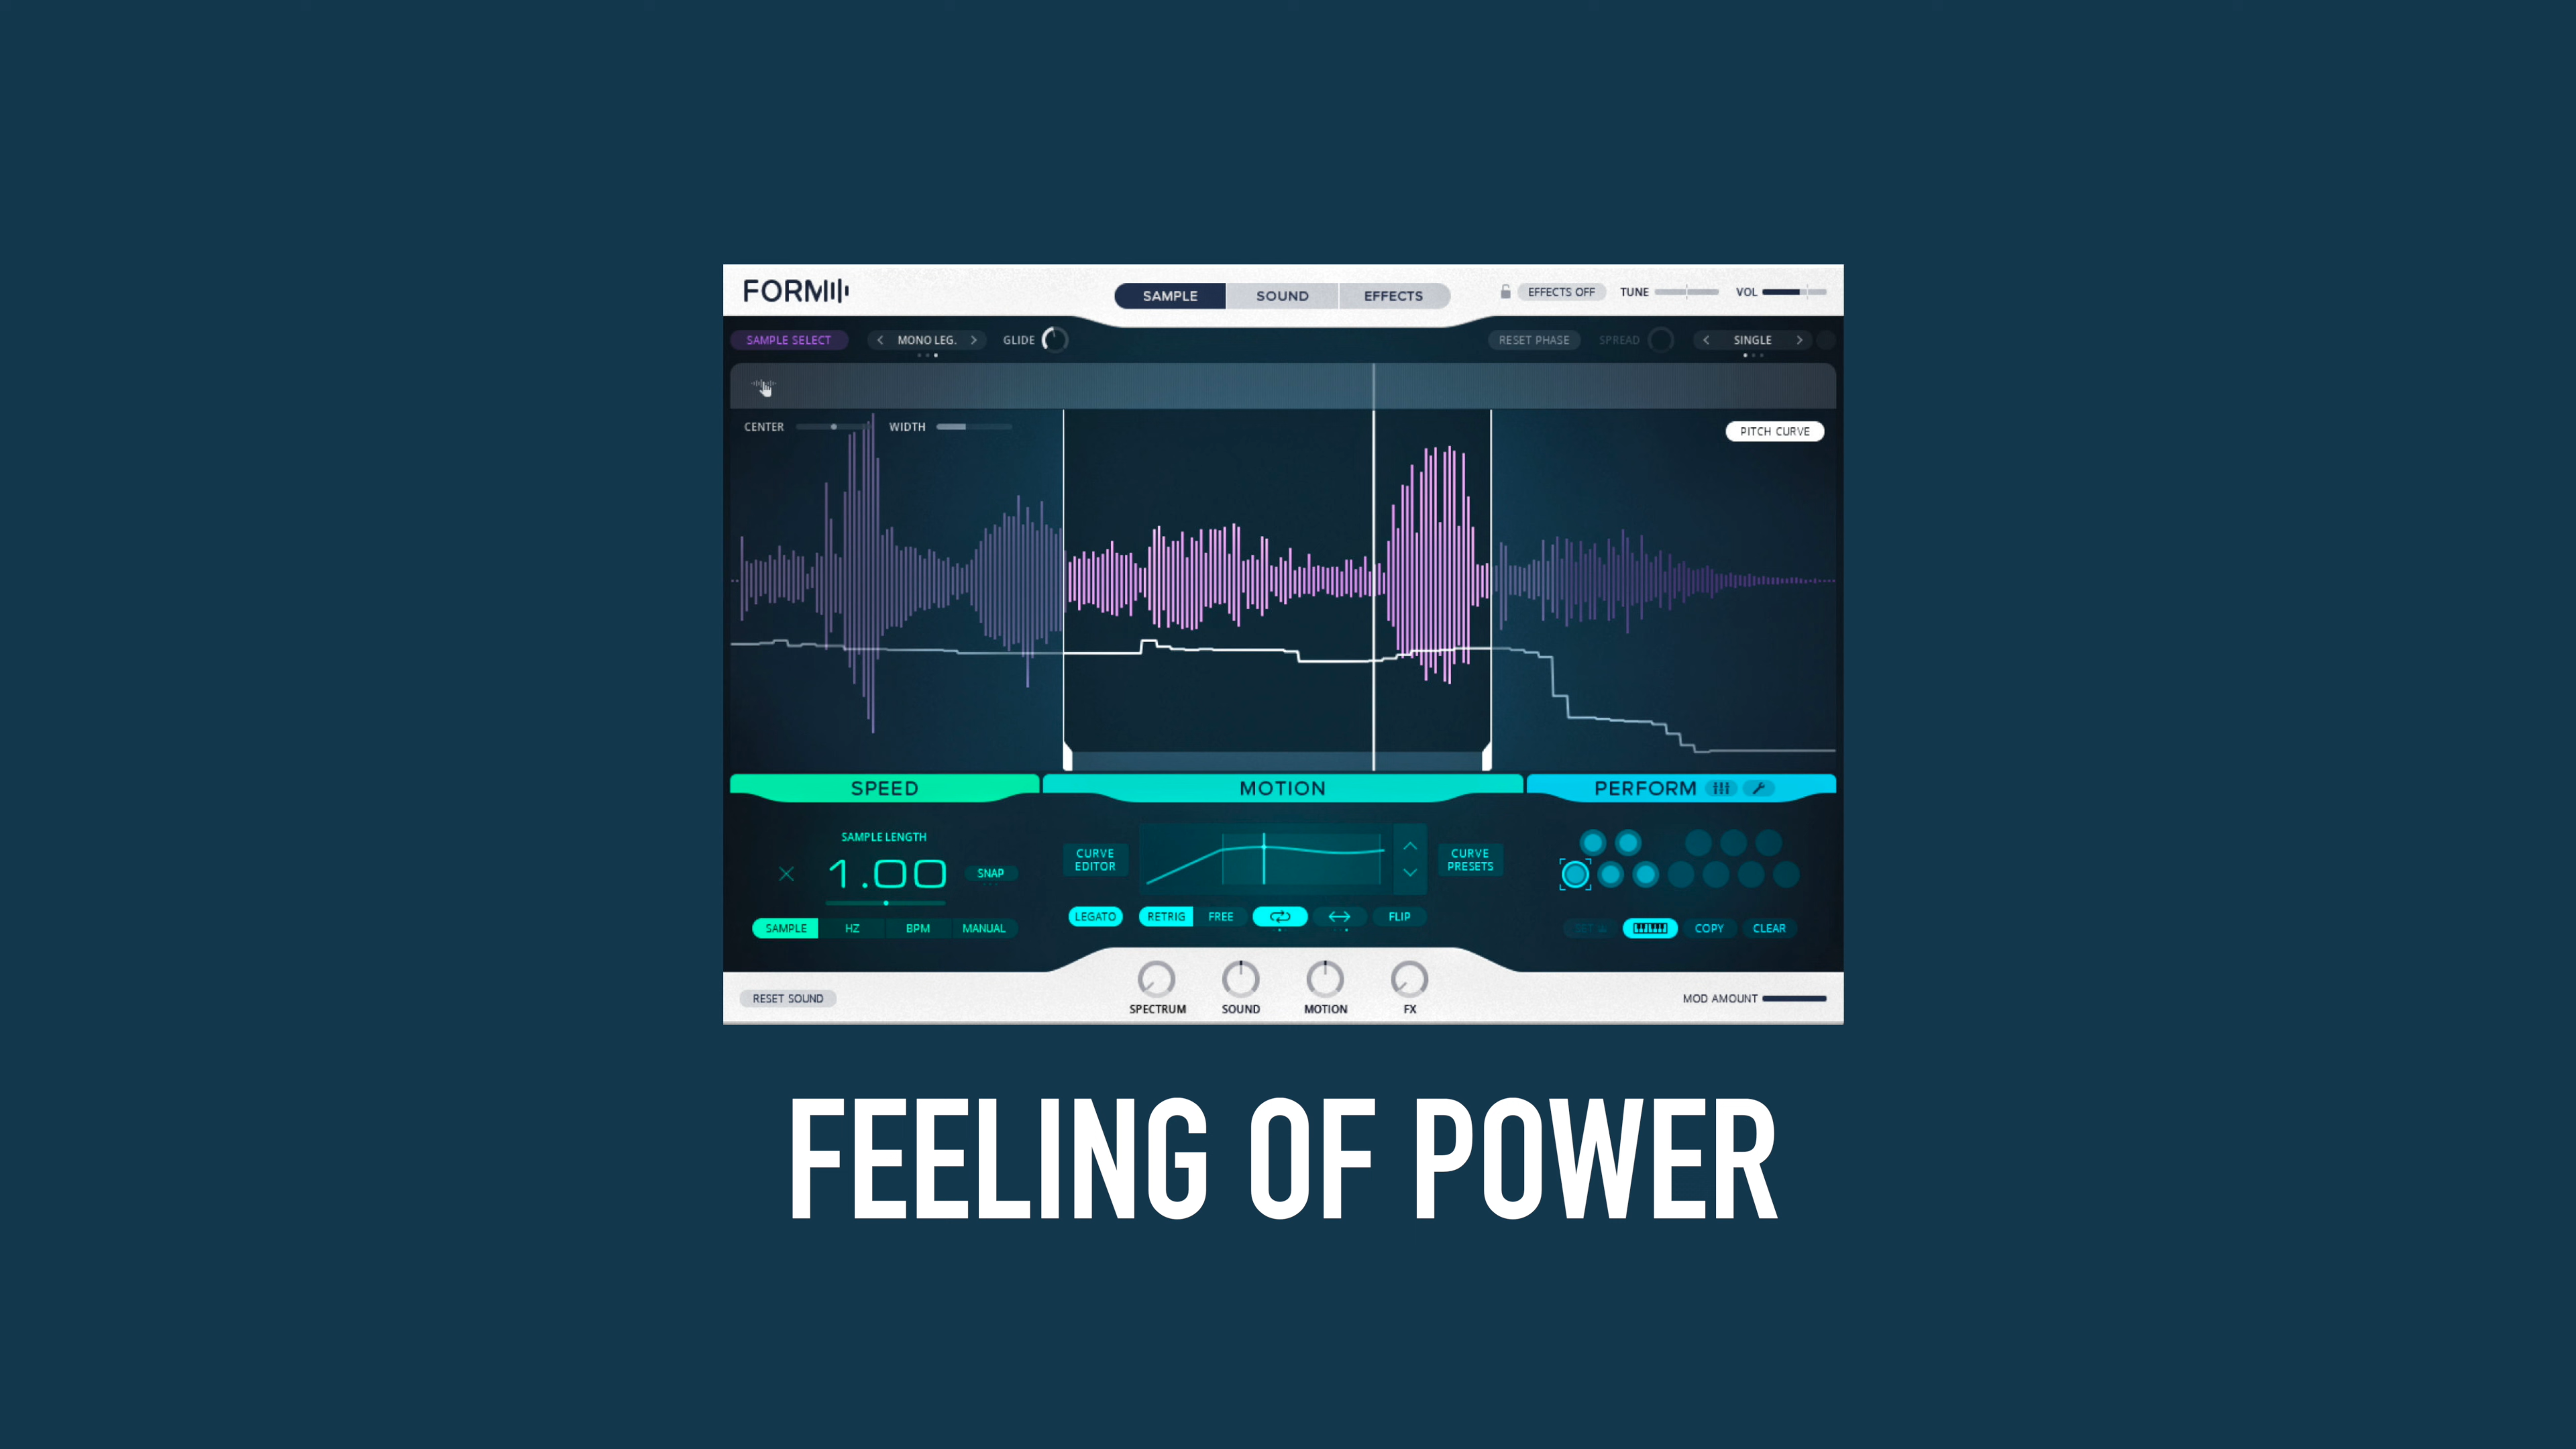 FORM
SAMPLE SOUND EFFECTS
EFFECTS OFF TUNE VOL
SAMPLE SELECT MONO LEG. GLIDE RESET PHASE SPREAD SINGLE
CENTER WIDTH PITCH CURVE
SPEED MOTION PERFORM
SAMPLE LENGTH
1.00 SNAP
SAMPLE HZ BPM MANUAL
CURVE EDITOR
CURVE PRESETS
LEGATO RETRIG FREE FLIP
SET COPY CLEAR
RESET SOUND SPECTRUM SOUND MOTION FX MOD AMOUNT
FEELING OF POWER